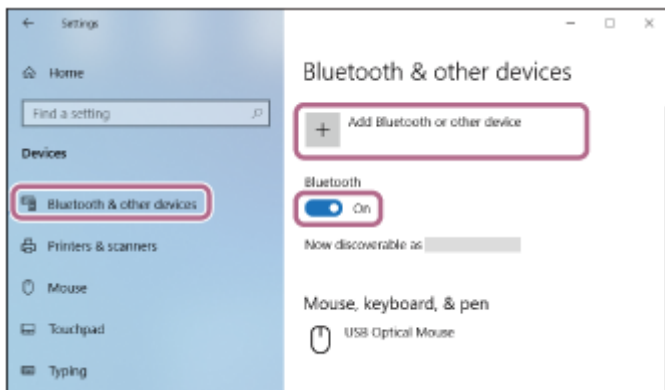 Settings
Home
Find a setting
Devices
Bluetooth & other devices
Printers & scanners
Mouse
Touchpad
Typing
Bluetooth & other devices
Add Bluetooth or other device
Bluetooth
On
Now discoverable as
Mouse, keyboard, & pen
USB Optical Mouse